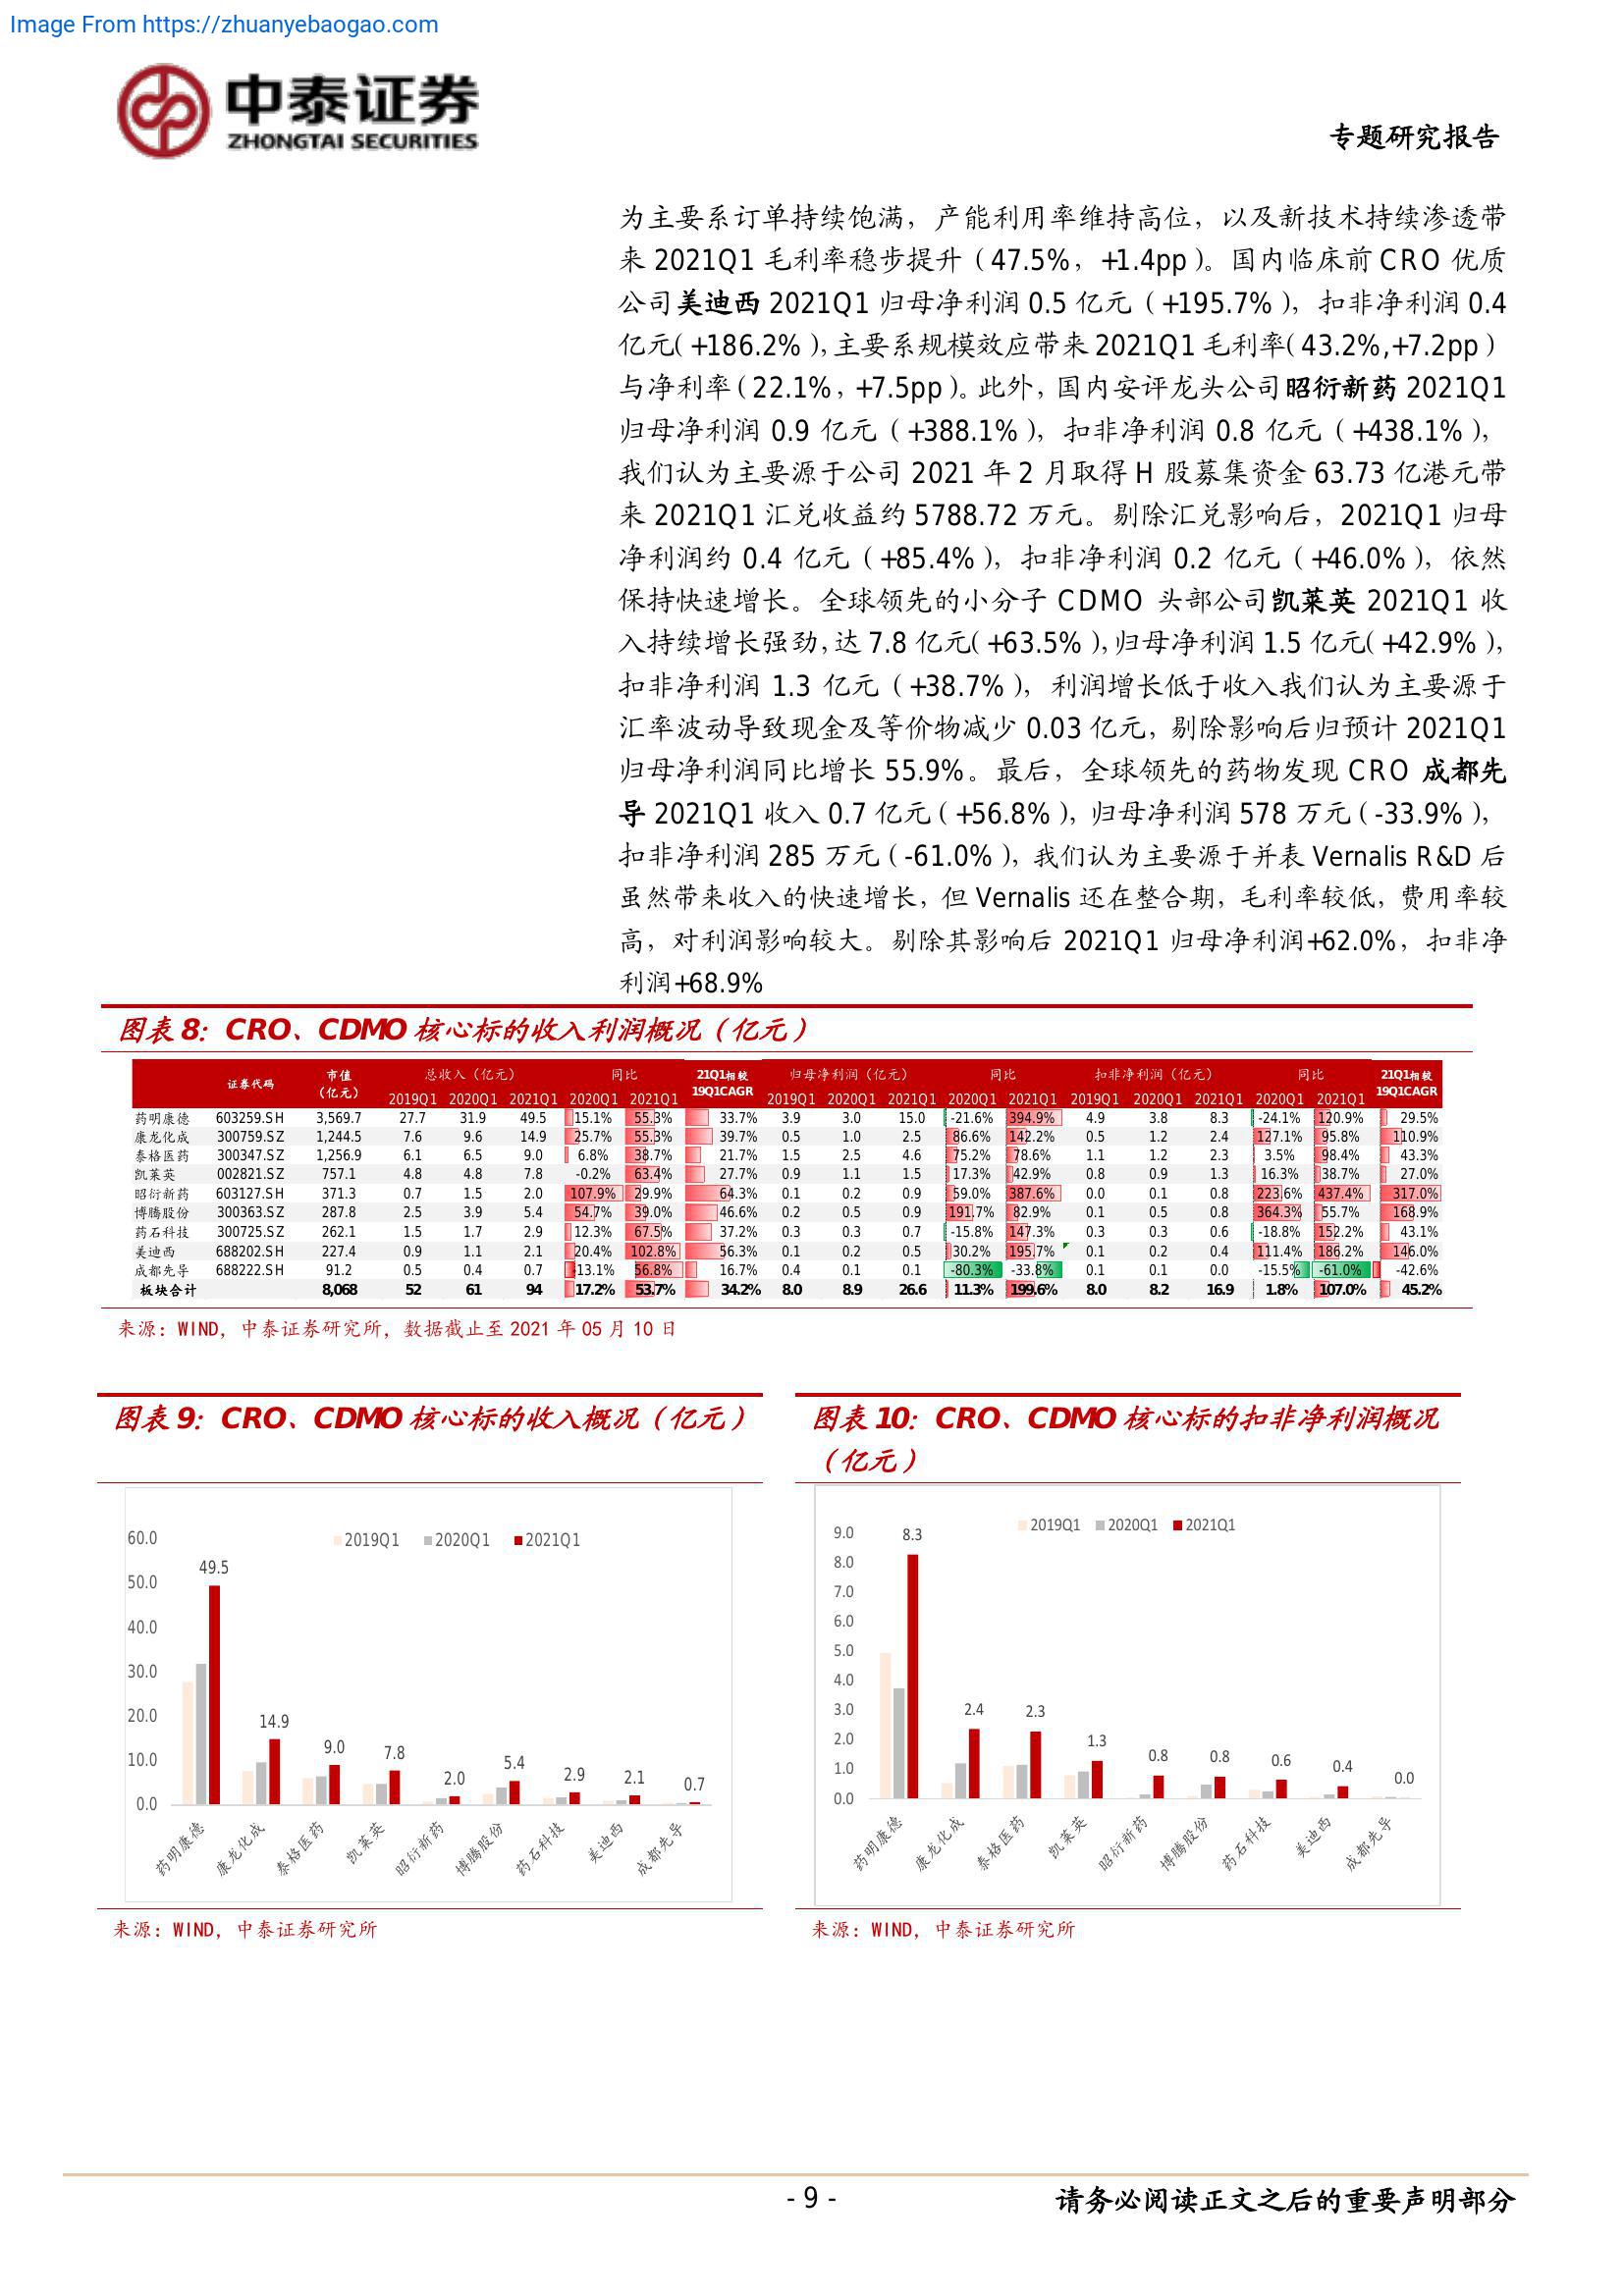 Image From https://zhuanyebaogao.com
中泰证券
ZHONGTAI SECURITIES
专题研究报告
为主要系订单持续饱满，产能利用率维持高位，以及新技术持续渗透带
来 2021Q1 毛利率稳步提升（47.5%，+1.4pp）。国内临床前 CRO 优质
公司美迪西 2021Q1 归母净利润 0.5 亿元（+195.7%），扣非净利润 0.4
亿元（+186.2%），主要系规模效应带来 2021Q1 毛利率（43.2%,+7.2pp）
与净利率（22.1%，+7.5pp）。此外，国内安评龙头公司昭衍新药 2021Q1
归母净利润 0.9 亿元（+388.1%），扣非净利润 0.8 亿元（+438.1%），
我们认为主要源于公司 2021 年 2 月取得 H 股募集资金 63.73 亿港元带
来 2021Q1 汇兑收益约 5788.72 万元。剔除汇兑影响后，2021Q1 归母
净利润约 0.4 亿元（+85.4%），扣非净利润 0.2 亿元（+46.0%），依然
保持快速增长。全球领先的小分子 CDMO 头部公司凯莱英 2021Q1 收
入持续增长强劲，达 7.8 亿元（+63.5%），归母净利润 1.5 亿元（+42.9%），
扣非净利润 1.3 亿元（+38.7%），利润增长低于收入我们认为主要源于
汇率波动导致现金及等价物减少 0.03 亿元，剔除影响后归预计 2021Q1
归母净利润同比增长 55.9%。最后，全球领先的药物发现 CRO 成都先
导 2021Q1 收入 0.7 亿元（+56.8%），归母净利润 578 万元（-33.9%），
扣非净利润 285 万元（-61.0%），我们认为主要源于并表 Vernalis R&D 后
虽然带来收入的快速增长，但 Vernalis 还在整合期，毛利率较低，费用率较
高，对利润影响较大。剔除其影响后 2021Q1 归母净利润+62.0%，扣非净
利润+68.9%
图表 8：CRO、CDMO 核心标的收入利润概况（亿元）
证券代码 市值（亿元） 总收入（亿元） 同比 21Q1相较19Q1CAGR 归母净利润（亿元） 同比 扣非净利润（亿元） 同比 21Q1相较19Q1CAGR
2019Q1 2020Q1 2021Q1 2020Q1 2021Q1 2019Q1 2020Q1 2021Q1 2020Q1 2021Q1 2019Q1 2020Q1 2021Q1 2020Q1 2021Q1
药明康德 603259.SH 3,569.7 27.7 31.9 49.5 15.1% 55.3% 33.7% 3.9 3.0 15.0 -21.6% 394.9% 4.9 3.8 8.3 -24.1% 120.9% 29.5%
康龙化成 300759.SZ 1,244.5 7.6 9.6 14.9 25.7% 55.3% 39.7% 0.5 1.0 2.5 86.6% 142.2% 0.5 1.2 2.4 127.1% 95.8% 110.9%
泰格医药 300347.SZ 1,256.9 6.1 6.5 9.0 6.8% 38.7% 21.7% 1.5 2.5 4.6 75.2% 78.6% 1.1 1.2 2.3 3.5% 98.4% 43.3%
凯莱英 002821.SZ 757.1 4.8 4.8 7.8 -0.2% 63.4% 27.7% 0.9 1.1 1.5 17.3% 42.9% 0.8 0.9 1.3 16.3% 38.7% 27.0%
昭衍新药 603127.SH 371.3 0.7 1.5 2.0 107.9% 29.9% 64.3% 0.1 0.2 0.9 59.0% 387.6% 0.0 0.1 0.8 223.6% 437.4% 317.0%
博腾股份 300363.SZ 287.8 2.5 3.9 5.4 54.7% 39.0% 46.6% 0.2 0.5 0.9 191.7% 82.9% 0.1 0.5 0.8 364.3% 55.7% 168.9%
药石科技 300725.SZ 262.1 1.5 1.7 2.9 12.3% 67.5% 37.2% 0.3 0.3 0.7 -15.8% 147.3% 0.3 0.3 0.6 -18.8% 152.2% 43.1%
美迪西 688202.SH 227.4 0.9 1.1 2.1 20.4% 102.8% 56.3% 0.1 0.2 0.5 30.2% 195.7% 0.1 0.2 0.4 111.4% 186.2% 146.0%
成都先导 688222.SH 91.2 0.5 0.4 0.7 -13.1% 56.8% 16.7% 0.4 0.1 0.1 -80.3% -33.8% 0.1 0.1 0.0 -15.5% -61.0% -42.6%
板块合计 8,068 52 61 94 17.2% 53.7% 34.2% 8.0 8.9 26.6 11.3% 199.6% 8.0 8.2 16.9 1.8% 107.0% 45.2%
来源：WIND，中泰证券研究所，数据截止至 2021 年 05 月 10 日
图表 9：CRO、CDMO 核心标的收入概况（亿元）
2019Q1 2020Q1 2021Q1
60.0
50.0
40.0
30.0
20.0
10.0
0.0
49.5 14.9 9.0 7.8 2.0 5.4 2.9 2.1 0.7
药明康德 康龙化成 泰格医药 凯莱英 昭衍新药 博腾股份 药石科技 美迪西 成都先导
来源：WIND，中泰证券研究所
图表 10：CRO、CDMO 核心标的扣非净利润概况
（亿元）
2019Q1 2020Q1 2021Q1
9.0
8.0
7.0
6.0
5.0
4.0
3.0
2.0
1.0
0.0
8.3 2.4 2.3 1.3 0.8 0.8 0.6 0.4 0.0
药明康德 康龙化成 泰格医药 凯莱英 昭衍新药 博腾股份 药石科技 美迪西 成都先导
来源：WIND，中泰证券研究所
- 9 -
请务必阅读正文之后的重要声明部分